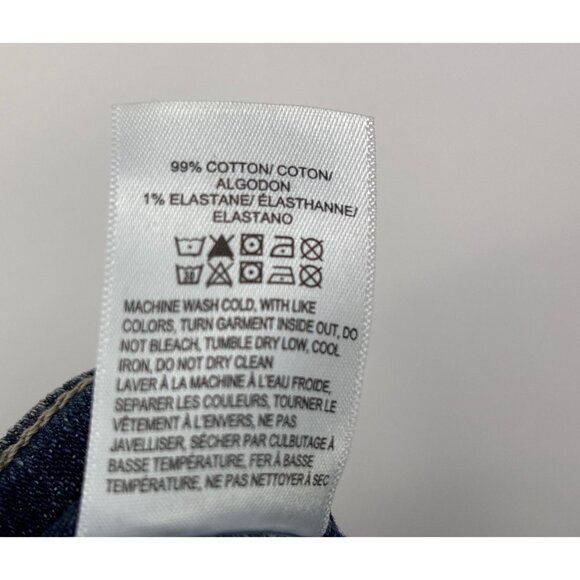 99% COTTON/ COTON/
ALGODON
1% ELASTANE/ ÉLASTHANNE/
ELASTANO
30
MACHINE WASH COLD, WITH LIKE
COLORS, TURN GARMENT INSIDE OUT, DO
NOT BLEACH, TUMBLE DRY LOW, COOL
IRON, DO NOT DRY CLEAN
LAVER À LA MACHINE À L'EAU FROIDE,
SEPARER LES COULEURS, TOURNER LE
VÊTEMENT À L'ENVERS, NE PAS
JAVELLISER, SÉCHER PAR CULBUTAGE À
BASSE TEMPÉRATURE, FER À BASSE
TEMPÉRATURE, NE PAS NETTOYER À SEC